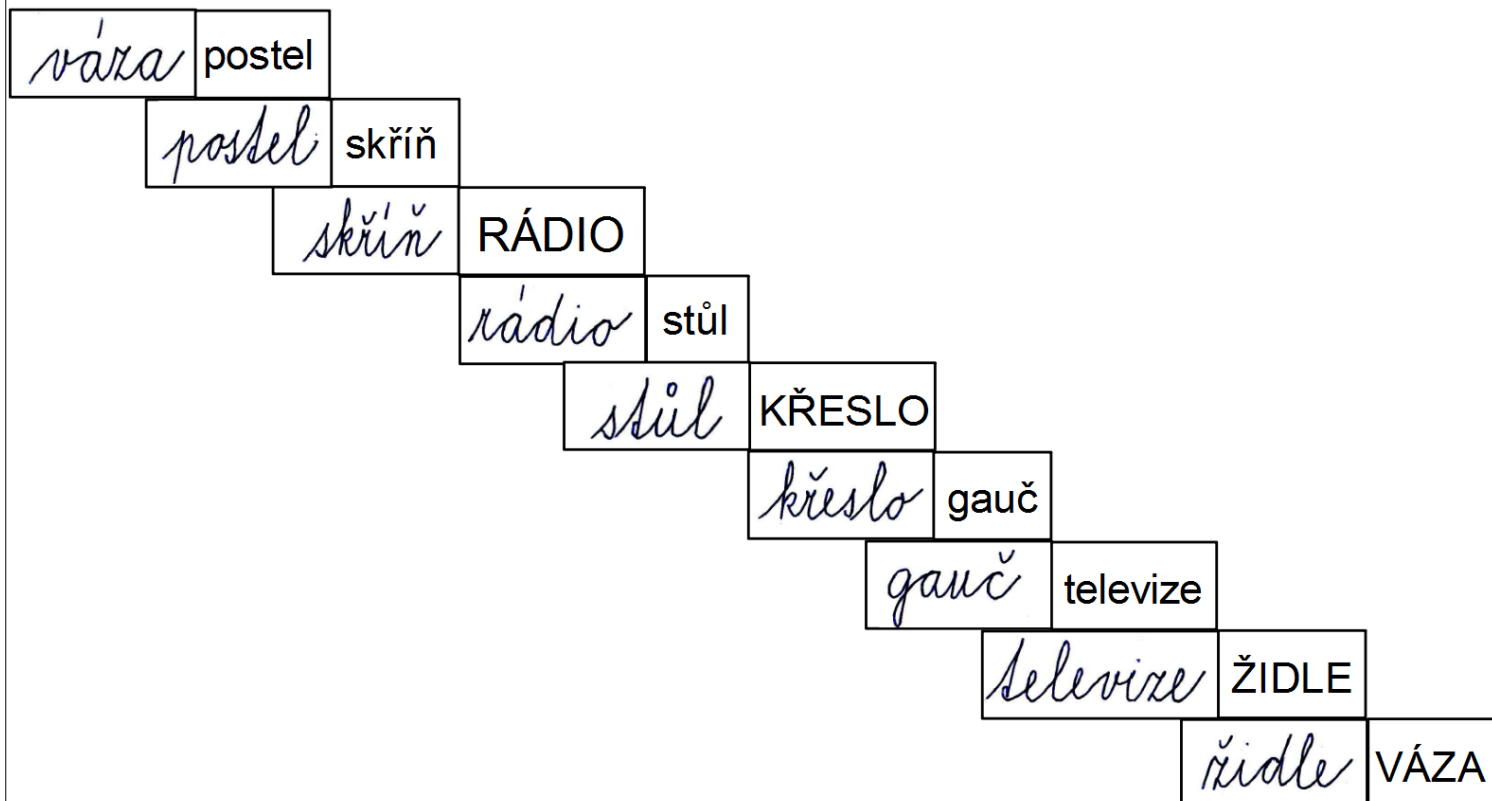 váza postel
postel skříň
skříň RÁDIO
rádio stůl
stůl KŘESLO
křeslo gauč
gauč televize
televize ŽIDLE
židle VÁZA